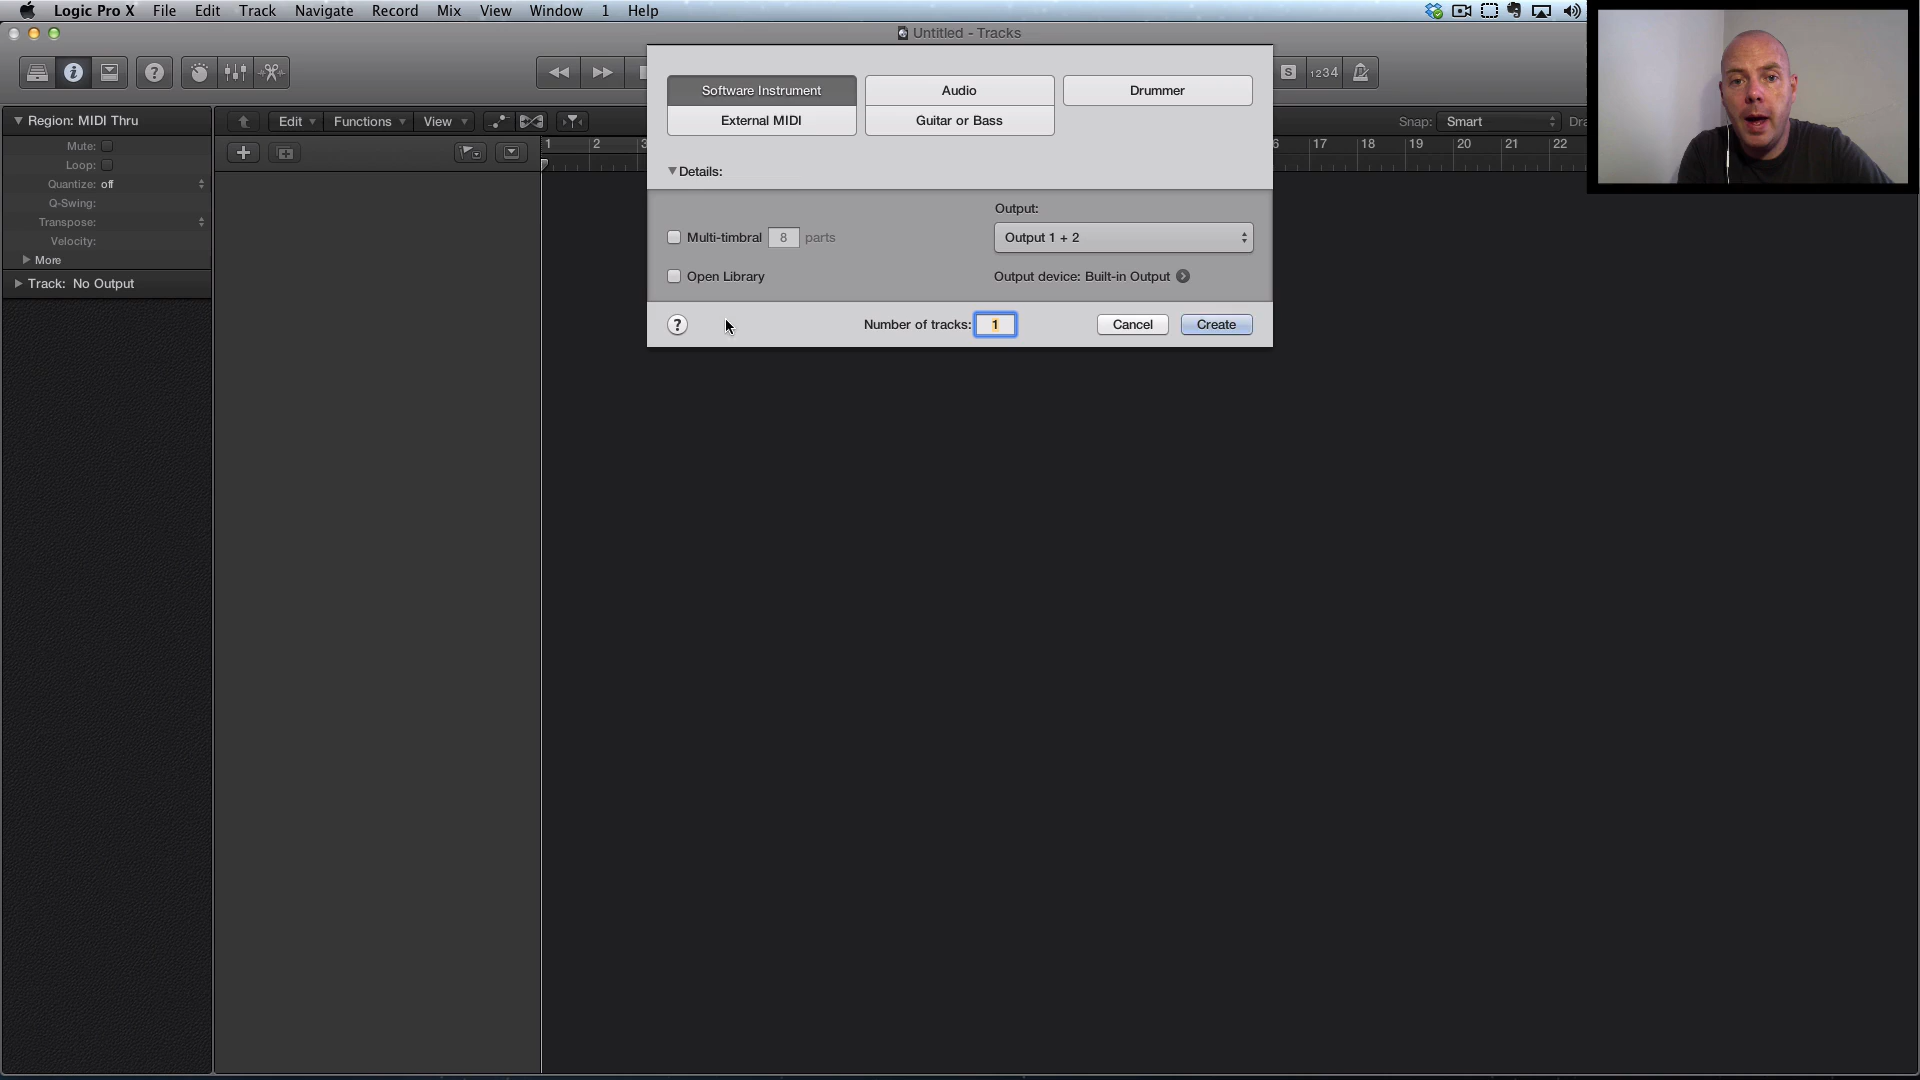 Logic Pro X File Edit Track Navigate Record Mix View Window 1 Help
Untitled - Tracks
Software Instrument Audio Drummer
External MIDI Guitar or Bass
S 1234
Region: MIDI Thru
Edit Functions View
Snap: Smart Dra
Mute:
Loop:
Quantize: off
Q-Swing:
Transpose:
Velocity:
More
Track: No Output
1 2 3 6 17 18 19 20 21 22
Details:
Output:
Multi-timbral 8 parts Output 1 + 2
Open Library Output device: Built-in Output
? Number of tracks: 1 Cancel Create